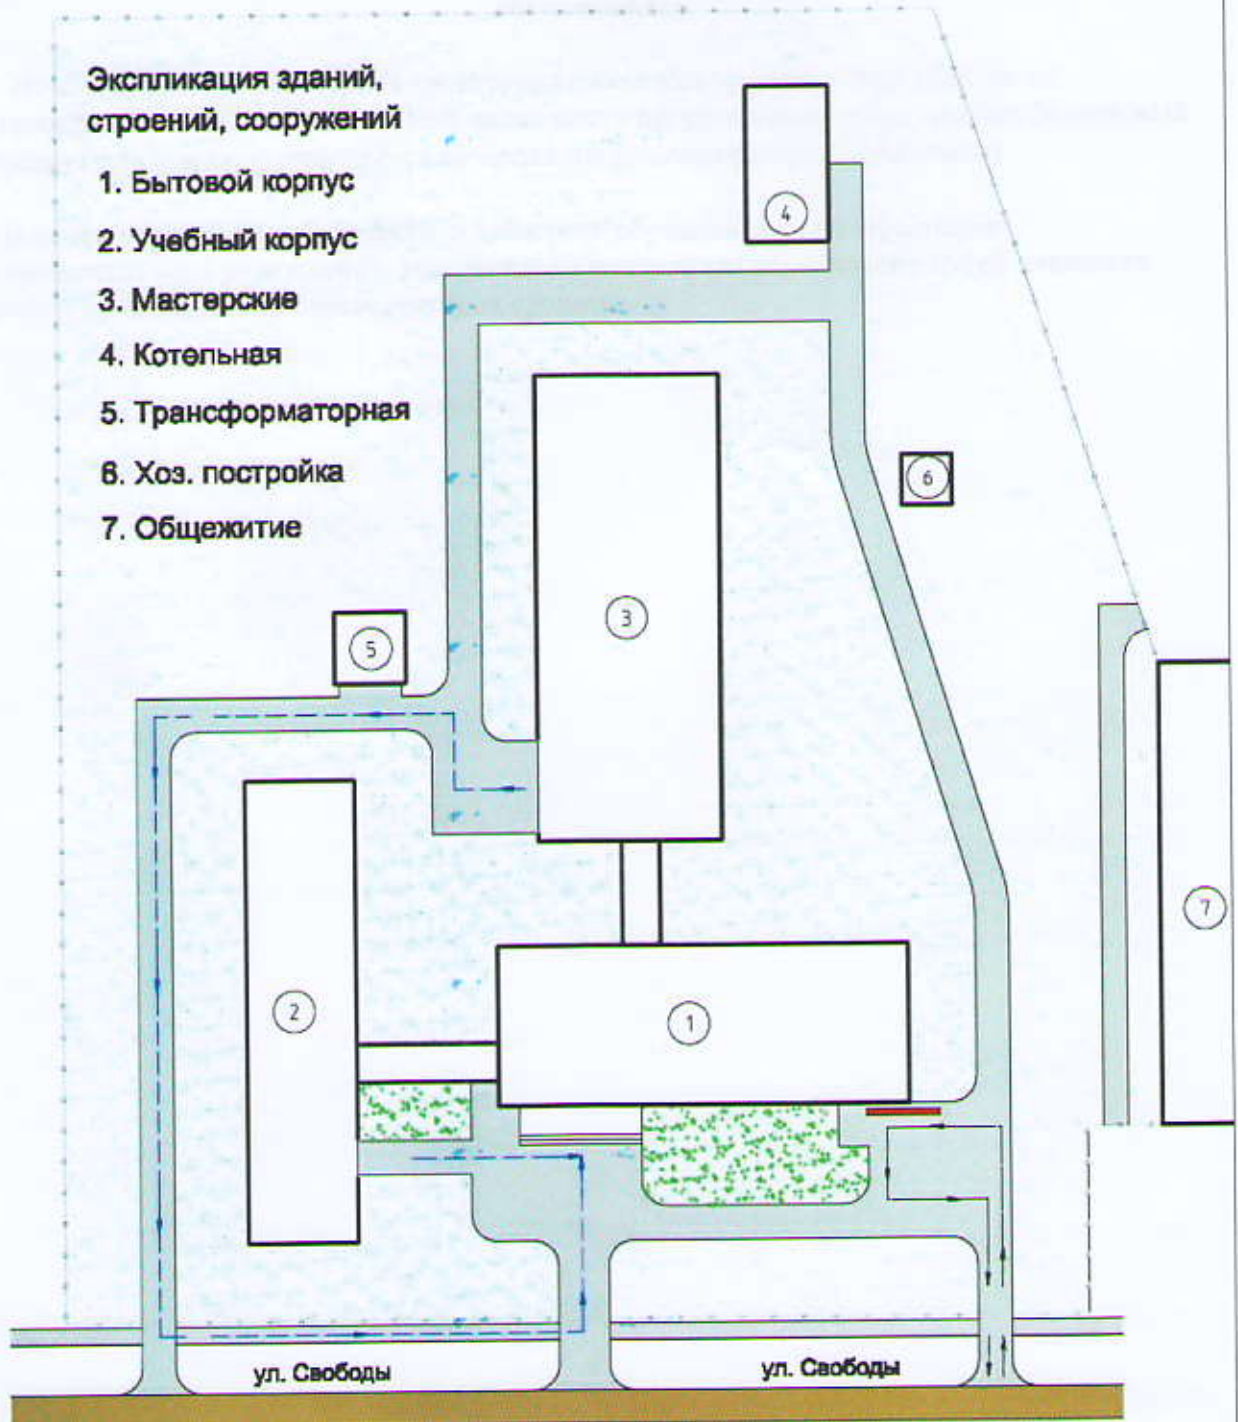 Экспликация зданий,
строений, сооружений
1. Бытовой корпус
2. Учебный корпус
3. Мастерские
4. Котельная
5. Трансформаторная
6. Хоз. постройка
7. Общежитие
4
6
3
5
7
2
1
ул. Свободы
ул. Свободы